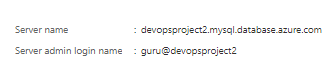 Server name : devopsproject2.mysql.database.azure.com
Server admin login name : guru@devopsproject2